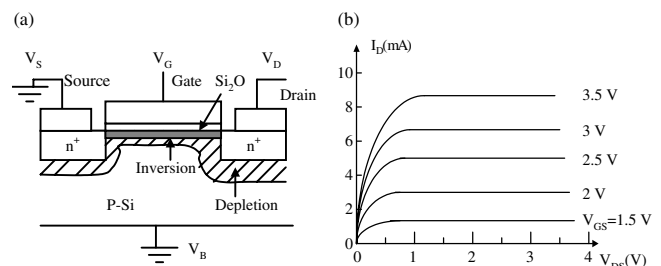 (a)
V_S
V_G
V_D
Source
Gate
Si₂O
Drain
n⁺
n⁺
Inversion
P-Si
Depletion
V_B
(b)
I_D(mA)
10
8
6
4
2
0
0
1
2
3
4
V_DS(V)
3.5 V
3 V
2.5 V
2 V
V_GS=1.5 V